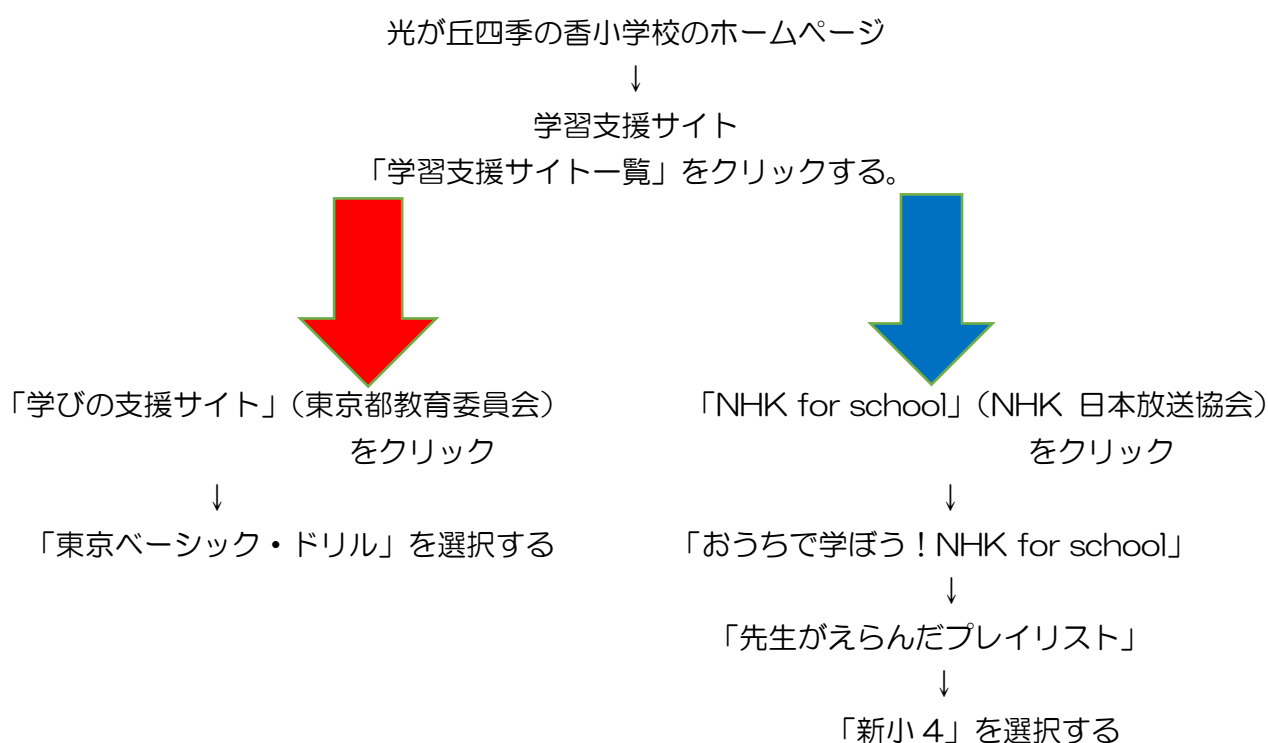 光が丘四季の香小学校のホームページ
↓
学習支援サイト
「学習支援サイト一覧」をクリックする。
「学びの支援サイト」(東京都教育委員会)
をクリック
↓
「東京ベーシック・ドリル」を選択する
「NHK for school」(NHK 日本放送協会)
をクリック
↓
「おうちで学ぼう!NHK for school」
↓
「先生がえらんだプレイリスト」
↓
「新小4」を選択する